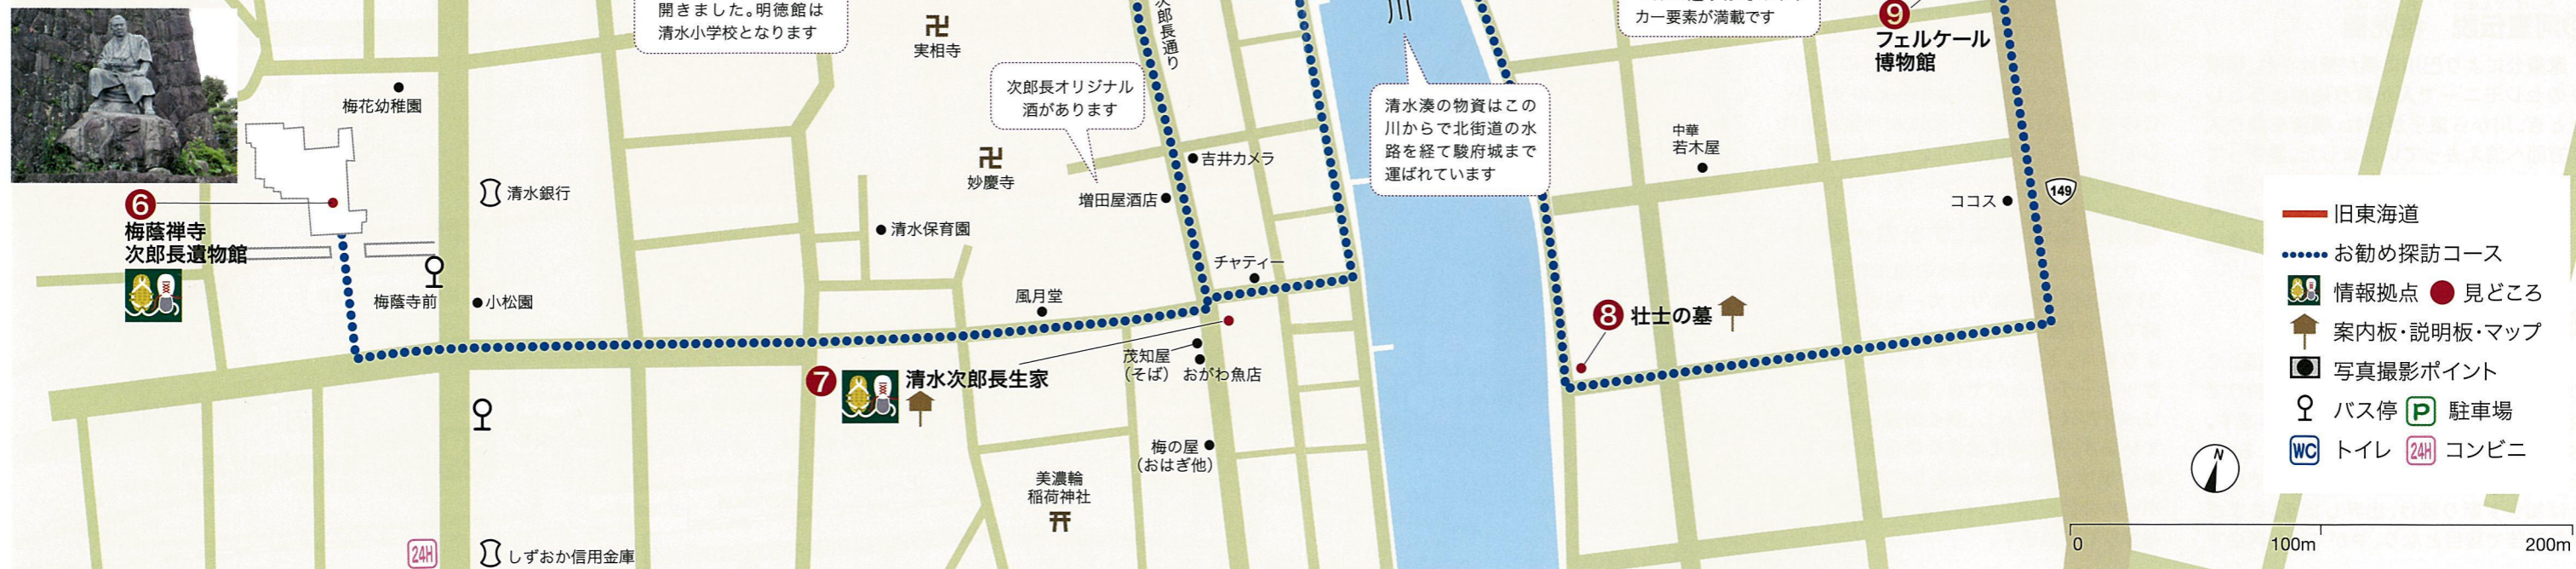 開きました。明徳館は
清水小学校となります
卍
実相寺
次郎長通り
川
カー要素が満載です
9
フェルケール
博物館
梅花幼稚園
次郎長オリジナル
酒があります
清水湊の物資はこの
川からで北街道の水
路を経て駿府城まで
運ばれています
中華
若木屋
卍
妙慶寺
吉井カメラ
増田屋酒店
清水銀行
6
梅蔭禅寺
次郎長遺物館
清水保育園
ココス
149
チャティー
梅蔭寺前
小松園
風月堂
8 壮士の墓
茂知屋
(そば)
おがわ魚店
7
清水次郎長生家
梅の屋
(おはぎ他)
美濃輪
稲荷神社
24H
しずおか信用金庫
旧東海道
お勧め探訪コース
情報拠点
見どころ
案内板・説明板・マップ
写真撮影ポイント
バス停
P 駐車場
WC トイレ
24H コンビニ
N
0
100m
200m